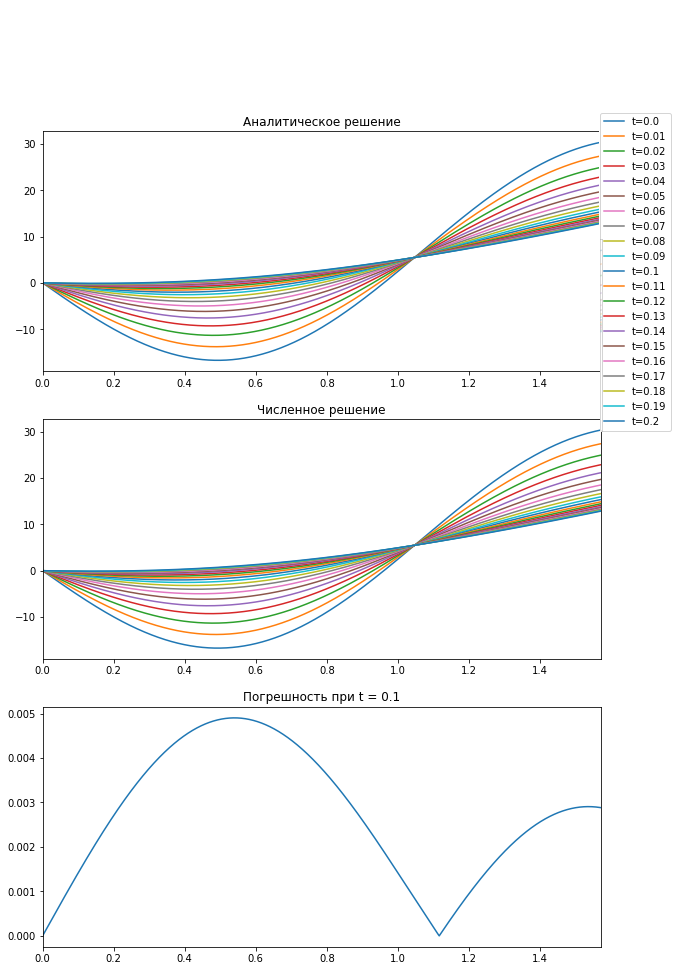 Аналитическое решение
30
20
10
0
−10
0.0 0.2 0.4 0.6 0.8 1.0 1.2 1.4
t=0.0
t=0.01
t=0.02
t=0.03
t=0.04
t=0.05
t=0.06
t=0.07
t=0.08
t=0.09
t=0.1
t=0.11
t=0.12
t=0.13
t=0.14
t=0.15
t=0.16
t=0.17
t=0.18
t=0.19
t=0.2
Численное решение
30
20
10
0
−10
0.0 0.2 0.4 0.6 0.8 1.0 1.2 1.4
Погрешность при t = 0.1
0.005
0.004
0.003
0.002
0.001
0.000
0.0 0.2 0.4 0.6 0.8 1.0 1.2 1.4